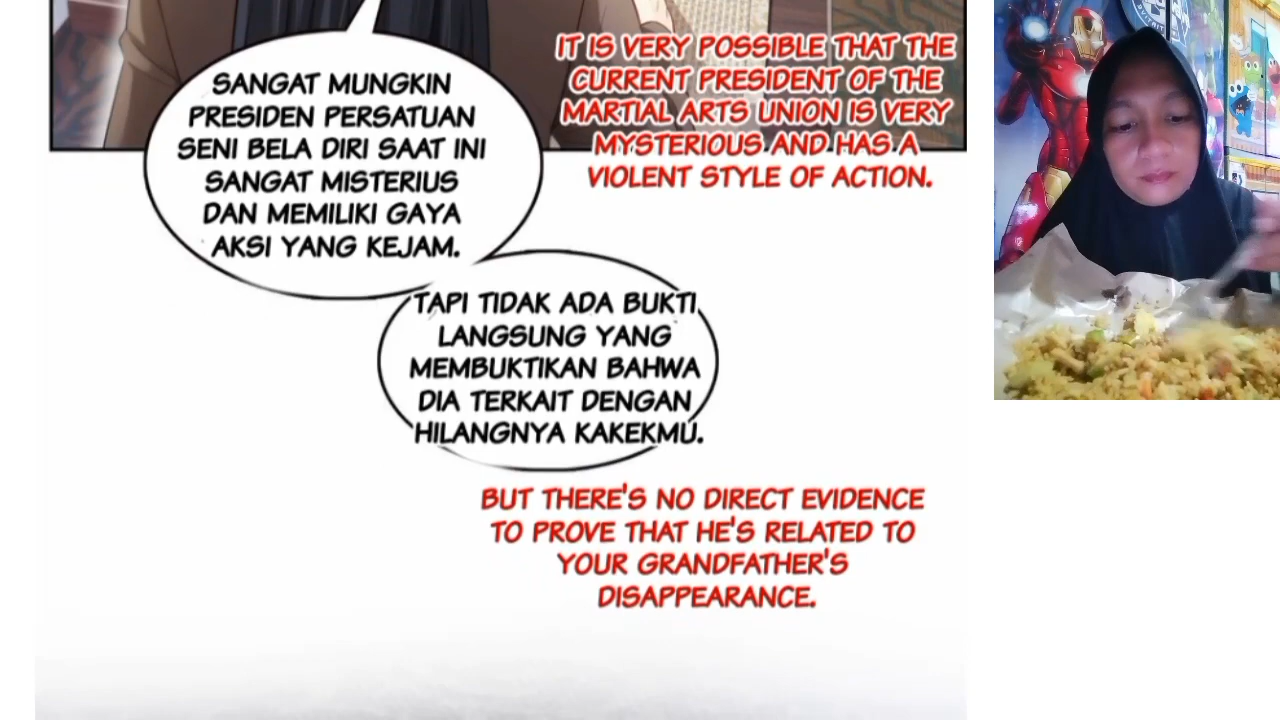 SANGAT MUNGKIN
PRESIDEN PERSATUAN
SENI BELA DIRI SAAT INI
SANGAT MISTERIUS
DAN MEMILIKI GAYA
AKSI YANG KEJAM.
IT IS VERY POSSIBLE THAT THE
CURRENT PRESIDENT OF THE
MARTIAL ARTS UNION IS VERY
MYSTERIOUS AND HAS A
VIOLENT STYLE OF ACTION.
TAPI TIDAK ADA BUKTI
LANGSUNG YANG
MEMBUKTIKAN BAHWA
DIA TERKAIT DENGAN
HILANGNYA KAKEKMU.
BUT THERE'S NO DIRECT EVIDENCE
TO PROVE THAT HE'S RELATED TO
YOUR GRANDFATHER'S
DISAPPEARANCE.